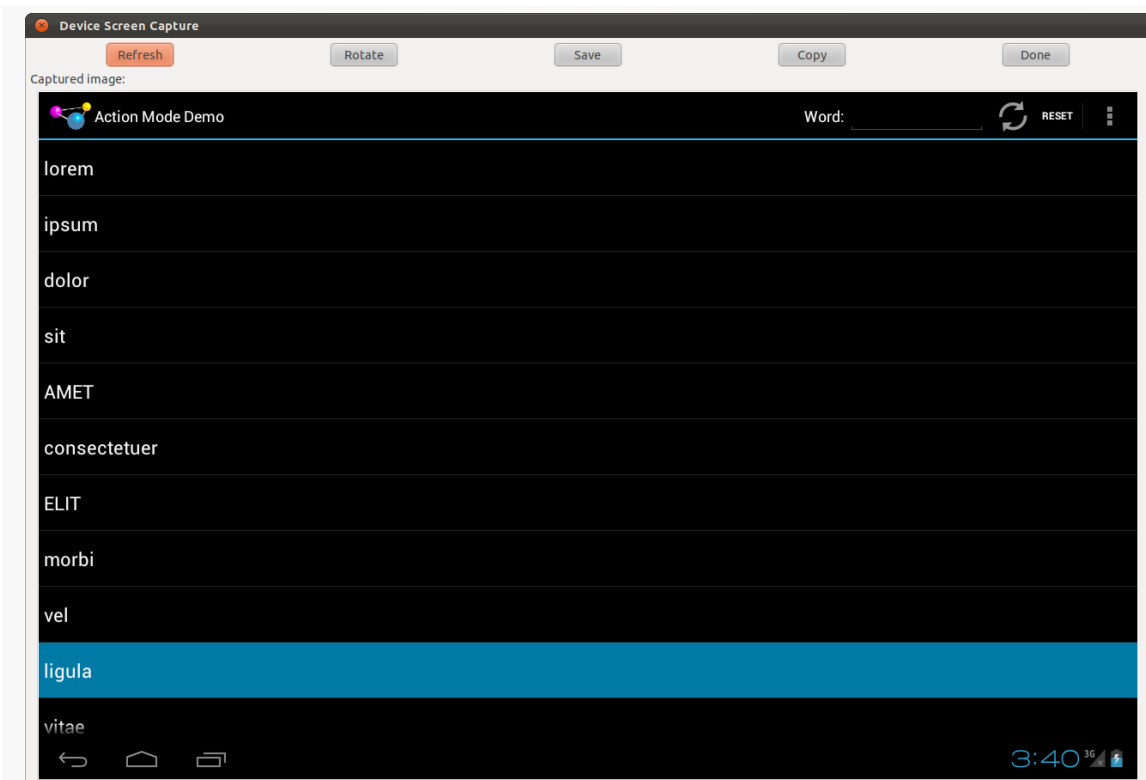 Device Screen Capture
Refresh Rotate Save Copy Done
Captured image:
Action Mode Demo Word: RESET
lorem
ipsum
dolor
sit
AMET
consectetuer
ELIT
morbi
vel
ligula
vitae
3:40 3G